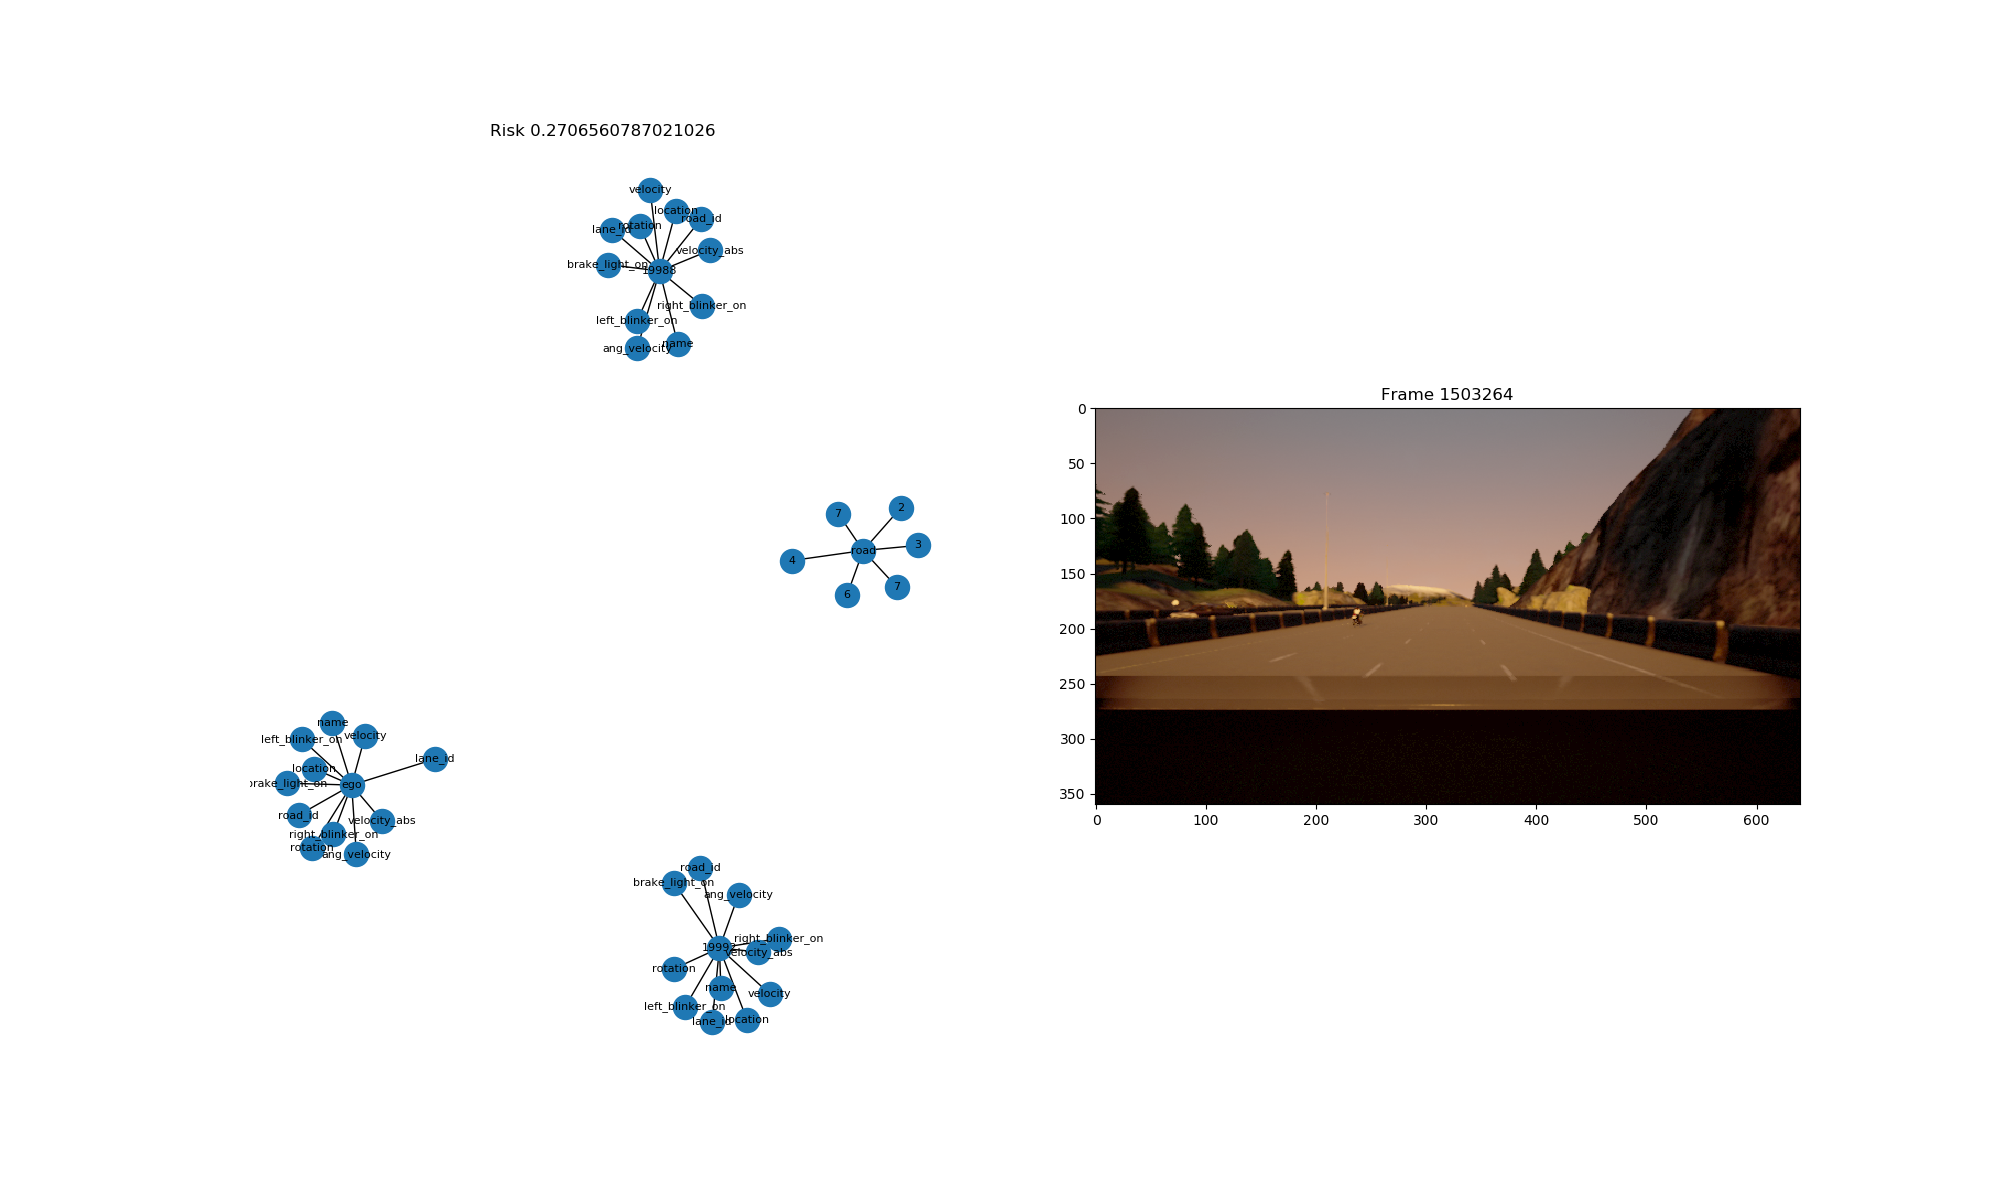 Risk 0.2706560787021026
velocity
location
road_id
rotation
lane_id
velocity_abs
brake_light_on
19988
right_blinker_on
left_blinker_on
name
ang_velocity
7
2
3
road
4
7
6
name
left_blinker_on
velocity
lane_id
location
brake_light_on
ego
road_id
velocity_abs
right_blinker_on
rotation
ang_velocity
road_id
brake_light_on
ang_velocity
right_blinker_on
velocity_abs
rotation
name
velocity
left_blinker_on
lane_id
location
Frame 1503264
0
50
100
150
200
250
300
350
0
100
200
300
400
500
600